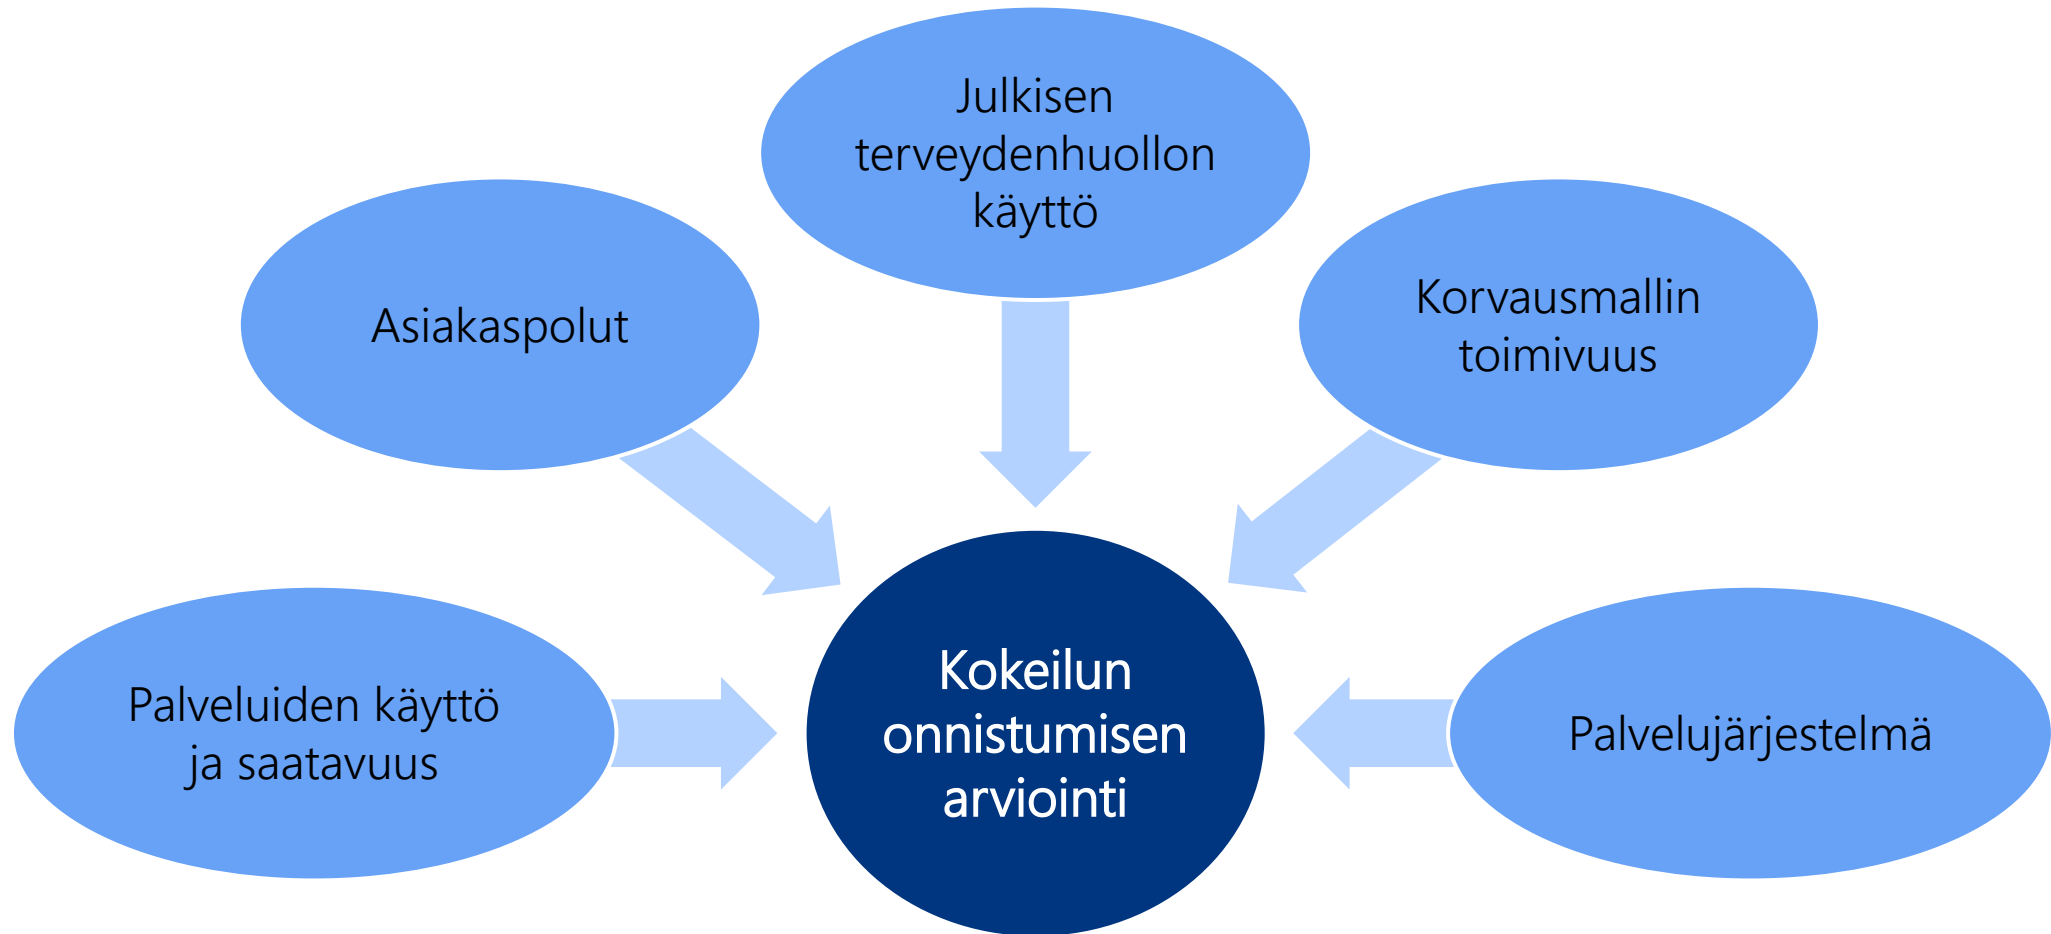 Julkisen
terveydenhuollon
käyttö
Asiakaspolut
Korvausmallin
toimivuus
Palveluiden käyttö
ja saatavuus
Kokeilun
onnistumisen
arviointi
Palvelujärjestelmä